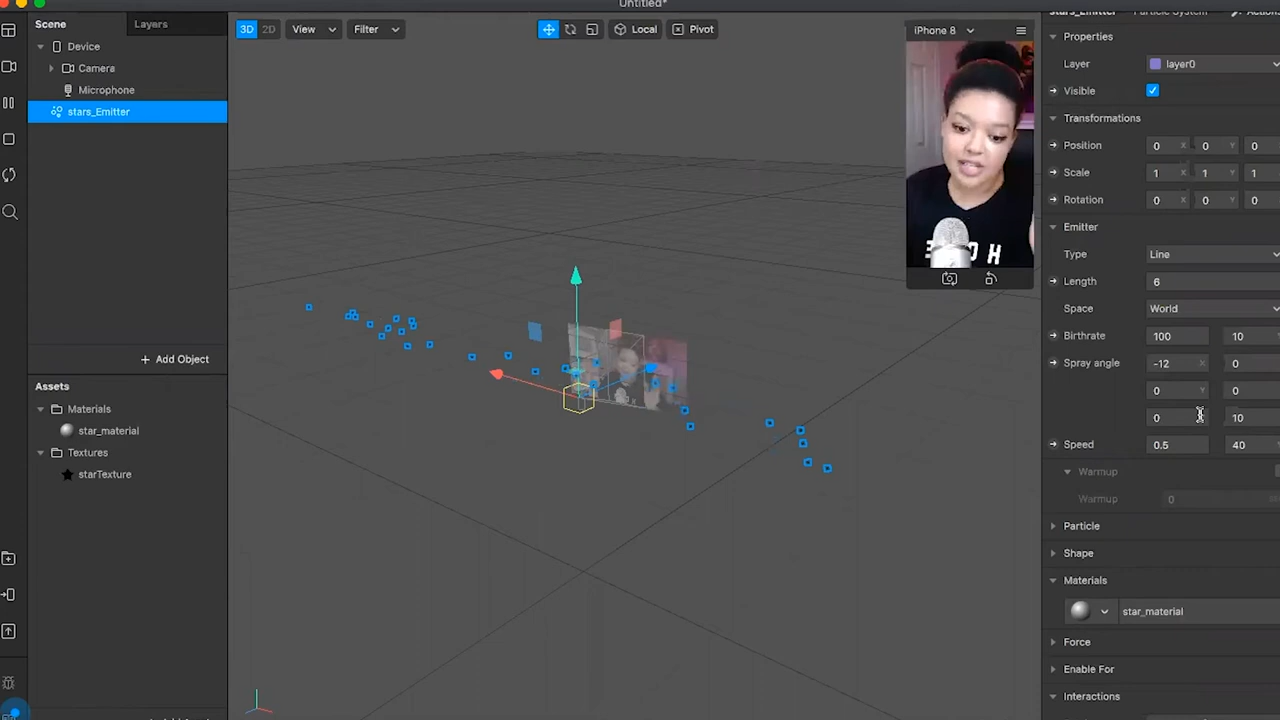 Untitled*
Scene
Layers
Device
Camera
Microphone
stars_Emitter
Add Object
Assets
Materials
star_material
Textures
starTexture
3D 2D View Filter Local Pivot
iPhone 8
H O
stars_Emitter Particle System
Properties
Layer layer0
Visible
Transformations
Position 0 X 0 Y 0
Scale 1 X 1 Y 1
Rotation 0 X 0 Y 0
Emitter
Type Line
Length 6
Space World
Birthrate 100 10
Spray angle -12 X 0
0 Y 0
0 10
Speed 0.5 40
Warmup
Warmup 0
Particle
Shape
Materials
star_material
Force
Enable For
Interactions